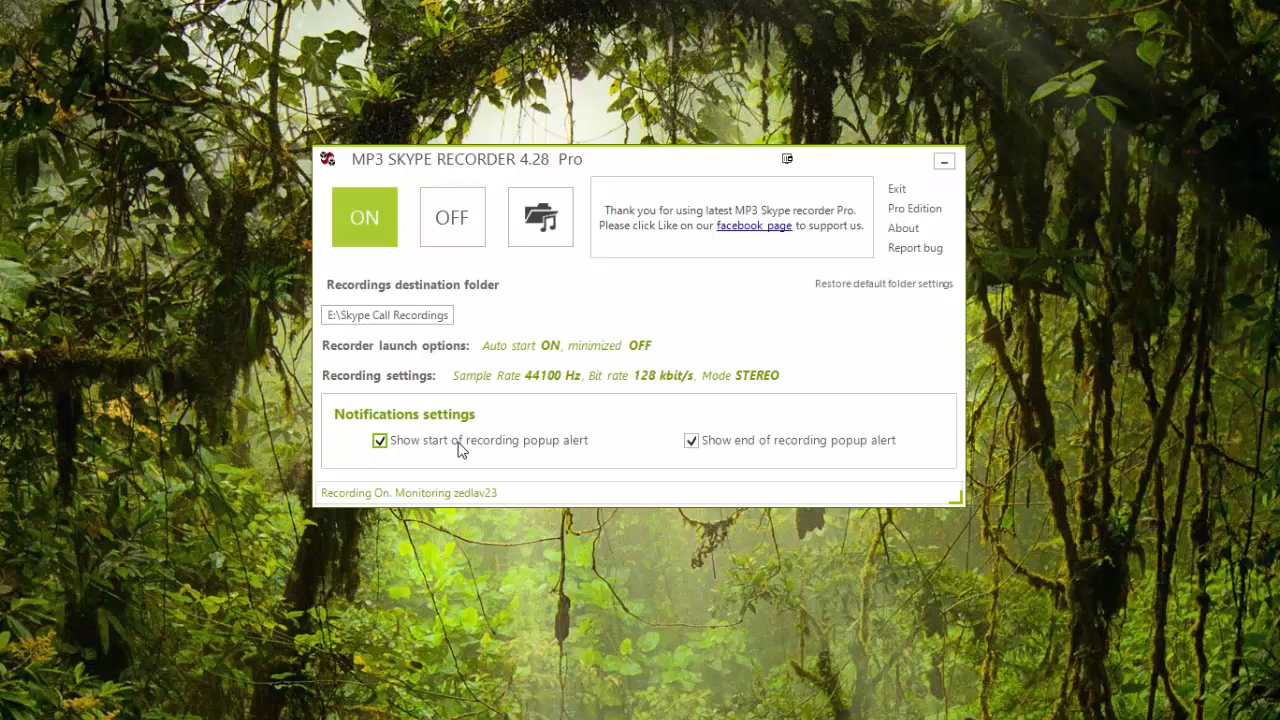 MP3 SKYPE RECORDER 4.28 Pro
ON
OFF
Thank you for using latest MP3 Skype recorder Pro.
Please click Like on our facebook page to support us.
Exit
Pro Edition
About
Report bug
Recordings destination folder
Restore default folder settings
E:\Skype Call Recordings
Recorder launch options: Auto start ON, minimized OFF
Recording settings: Sample Rate 44100 Hz, Bit rate 128 kbit/s, Mode STEREO
Notifications settings
Show start of recording popup alert
Show end of recording popup alert
Recording On. Monitoring zedlav23